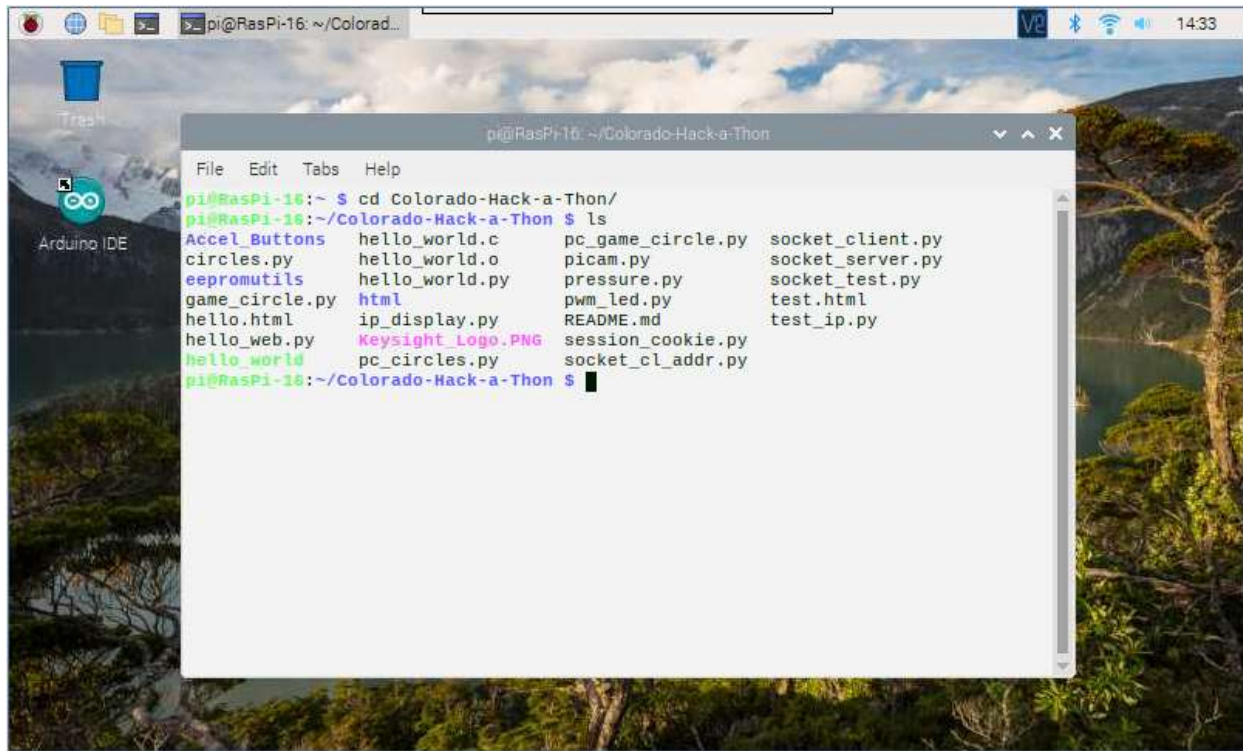 pi@RasPi-16: ~/Colorad...
14:33
Trash
pi@RasPi-16: ~/Colorado-Hack-a-Thon
File Edit Tabs Help
pi@RasPi-16:~ $ cd Colorado-Hack-a-Thon/
pi@RasPi-16:~/Colorado-Hack-a-Thon $ ls
Accel_Buttons hello_world.c pc_game_circle.py socket_client.py
circles.py hello_world.o picam.py socket_server.py
eepromutils hello_world.py pressure.py socket_test.py
game_circle.py html pwm_led.py test.html
hello.html ip_display.py README.md test_ip.py
hello_web.py Keysight_Logo.PNG session_cookie.py
hello_world pc_circles.py socket_cl_addr.py
pi@RasPi-16:~/Colorado-Hack-a-Thon $
Arduino IDE